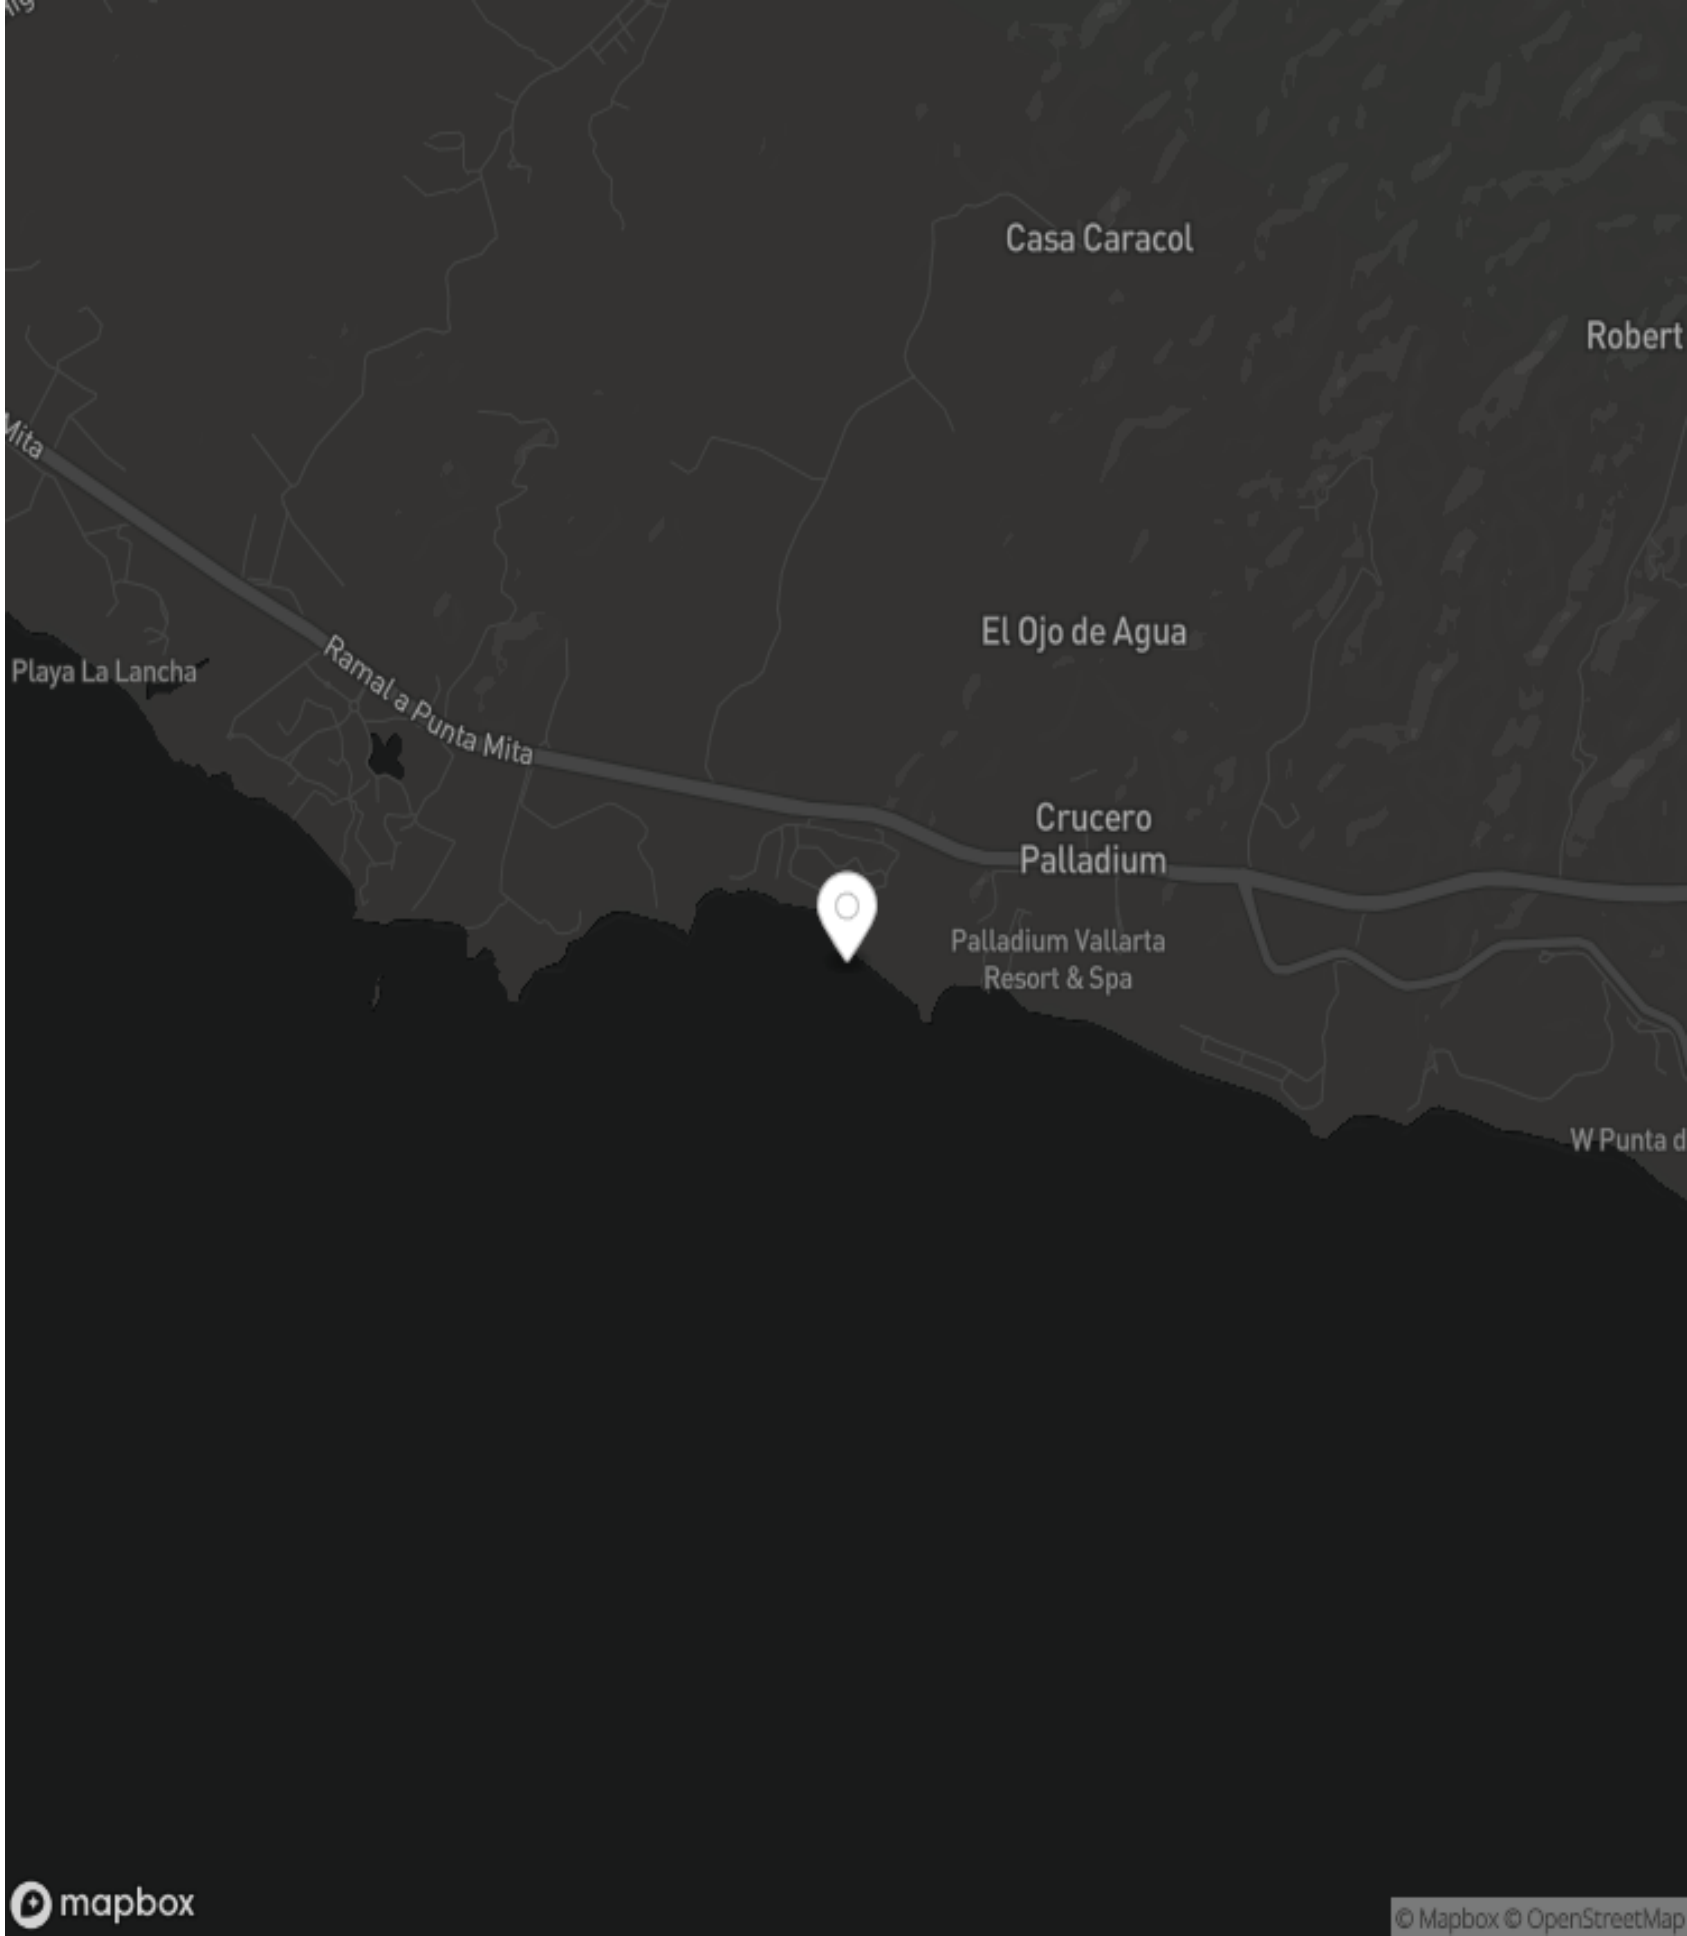 Casa Caracol
Robert
Mita
El Ojo de Agua
Playa La Lancha
Ramal a Punta Mita
Crucero
Palladium
Palladium Vallarta
Resort & Spa
W Punta d
mapbox
© Mapbox © OpenStreetMap